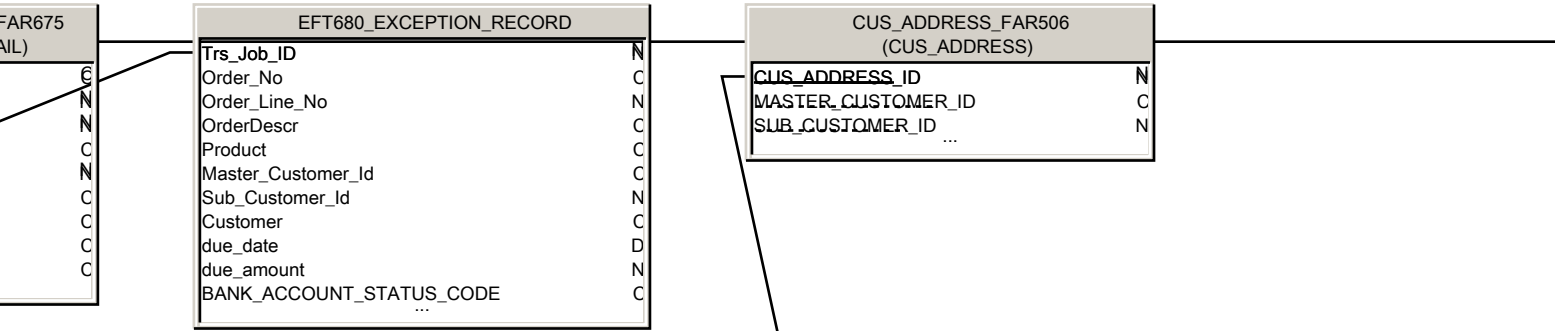 FAR675
AIL)
C
N
N
C
N
C
C
C
C
EFT680_EXCEPTION_RECORD
Trs_Job_ID N
Order_No C
Order_Line_No N
OrderDescr C
Product C
Master_Customer_Id C
Sub_Customer_Id N
Customer C
due_date D
due_amount N
BANK_ACCOUNT_STATUS_CODE C
...
CUS_ADDRESS_FAR506
(CUS_ADDRESS)
CUS_ADDRESS_ID N
MASTER_CUSTOMER_ID C
SUB_CUSTOMER_ID N
...